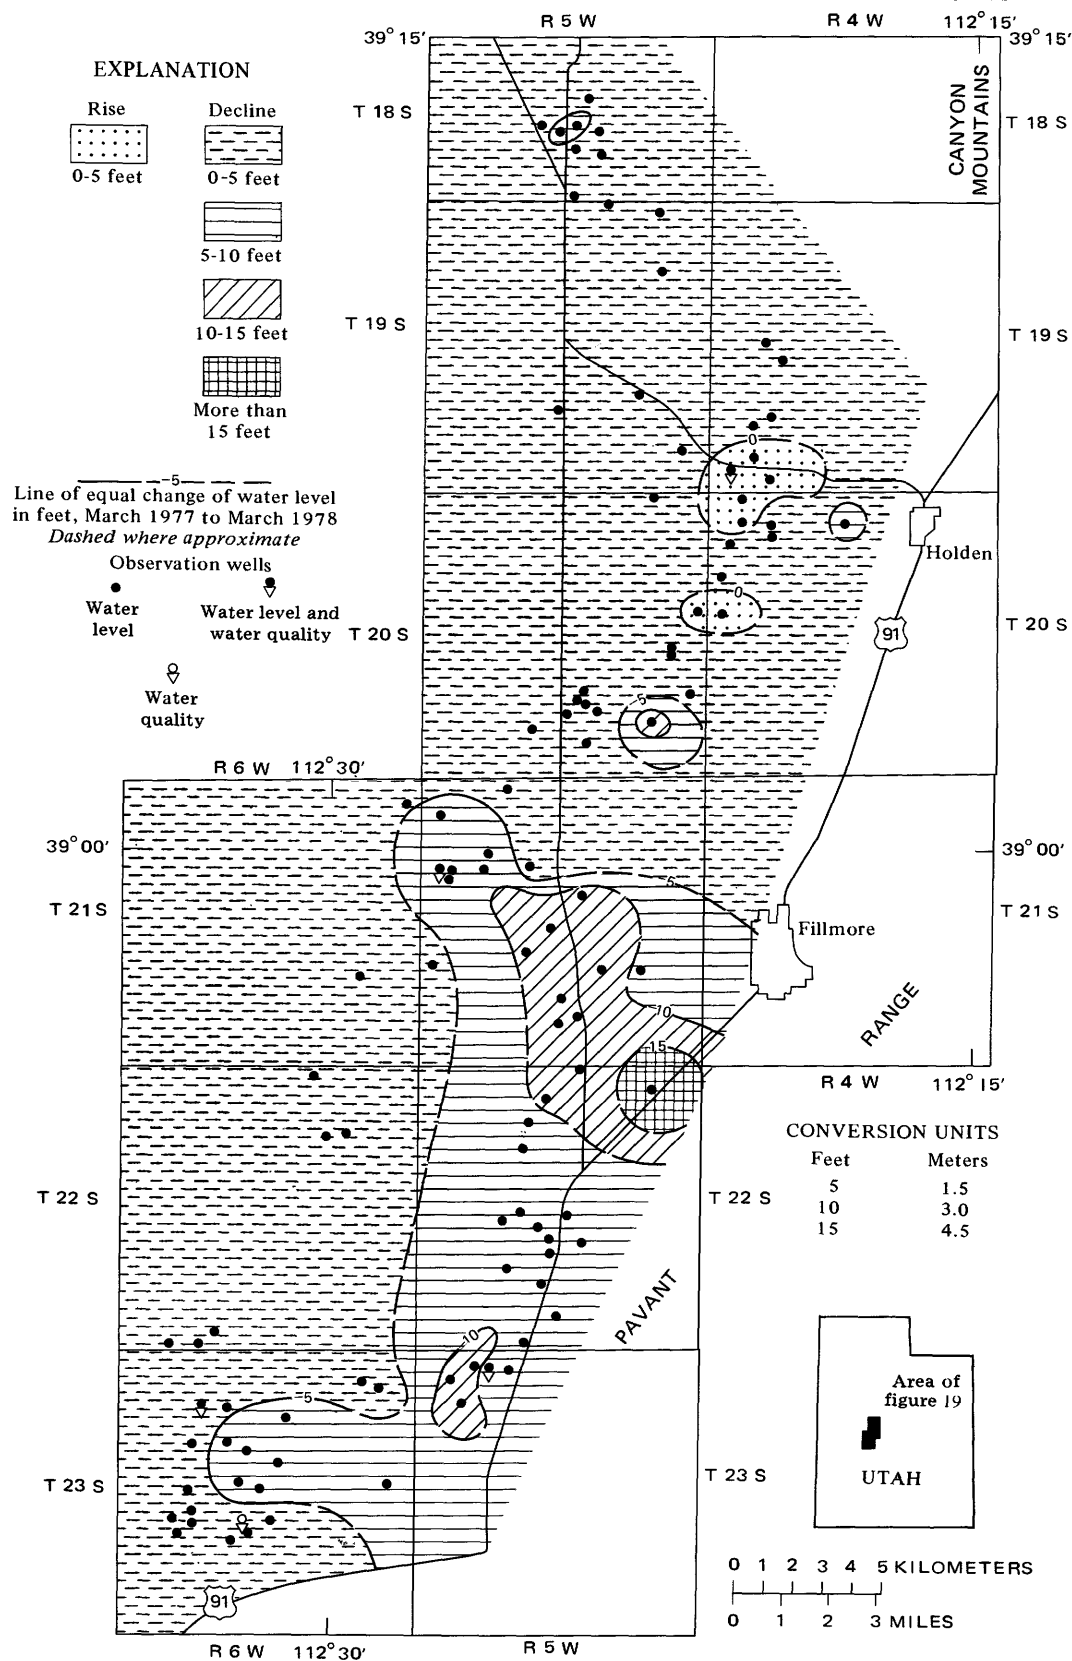 R 5 W
R 4 W
112° 15'
39° 15'
39° 15'
EXPLANATION
Rise
Decline
0-5 feet
0-5 feet
5-10 feet
10-15 feet
More than
15 feet
—5—
Line of equal change of water level
in feet, March 1977 to March 1978
Dashed where approximate
Observation wells
Water
level
Water level and
water quality
Water
quality
T 18 S
T 18 S
CANYON
MOUNTAINS
T 19 S
T 19 S
0
Holden
0
T 20 S
T 20 S
91
5
R 6 W
112° 30'
39° 00'
39° 00'
5
T 21 S
T 21 S
Fillmore
10
RANGE
15
R 4 W
112° 15'
CONVERSION UNITS
Feet
Meters
5
1.5
10
3.0
15
4.5
T 22 S
T 22 S
PAVANT
10
5
Area of
figure 19
UTAH
T 23 S
T 23 S
91
0 1 2 3 4 5 KILOMETERS
0 1 2 3 MILES
R 6 W
112° 30'
R 5 W